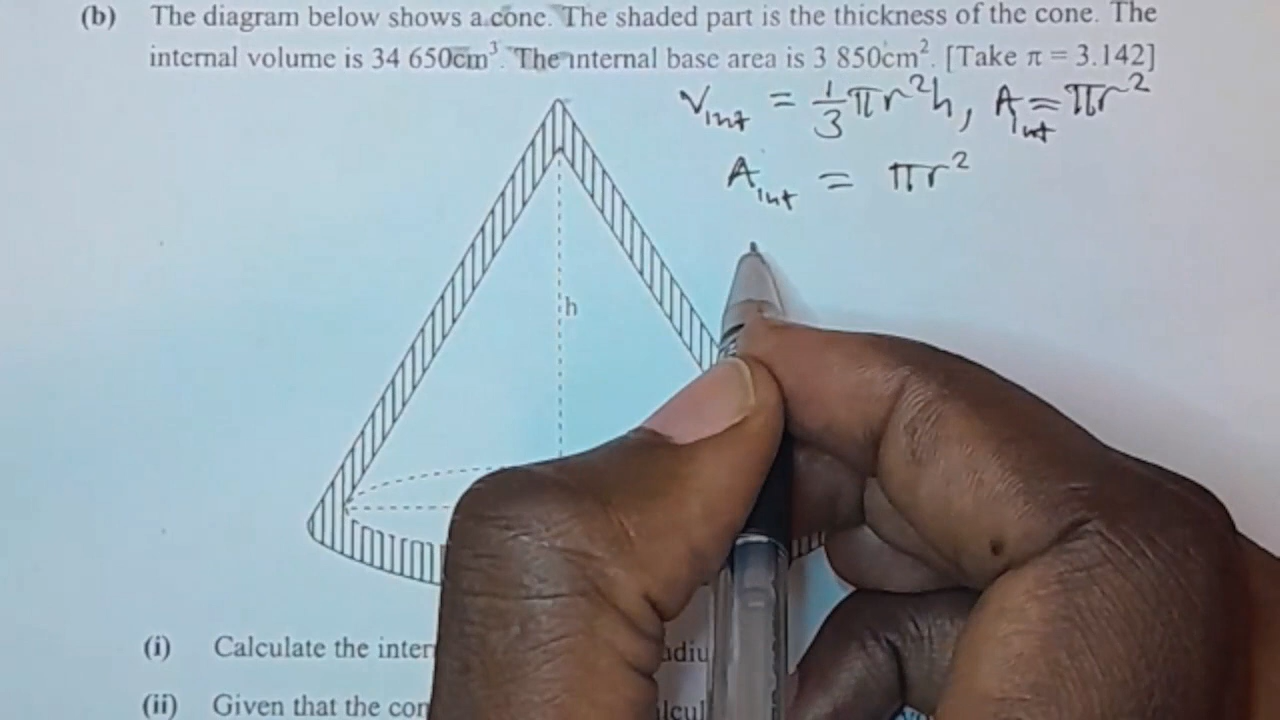 (b) The diagram below shows a cone. The shaded part is the thickness of the cone. The
internal volume is 34 650cm³. The internal base area is 3 850cm². [Take π = 3.142]
V_int = 1/3 πr²h, A_int = πr²
A_int = πr²
h
(i) Calculate the inter
(ii) Given that the con